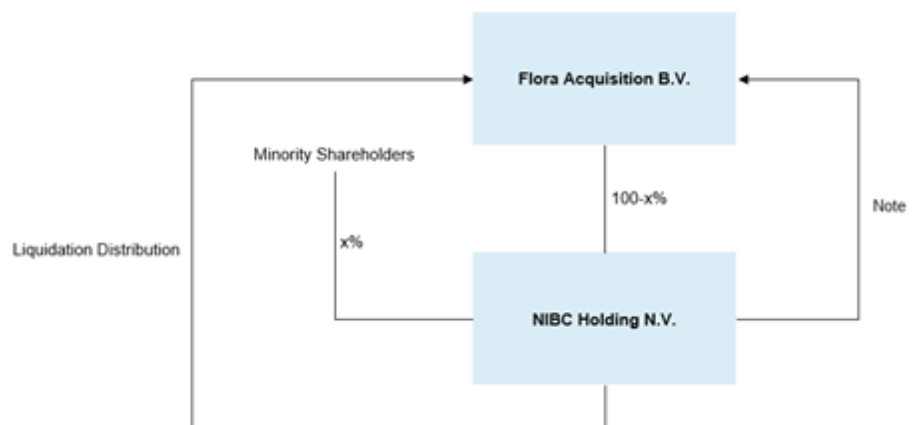 Flora Acquisition B.V.
Minority Shareholders
100-x%
Note
Liquidation Distribution
x%
NIBC Holding N.V.